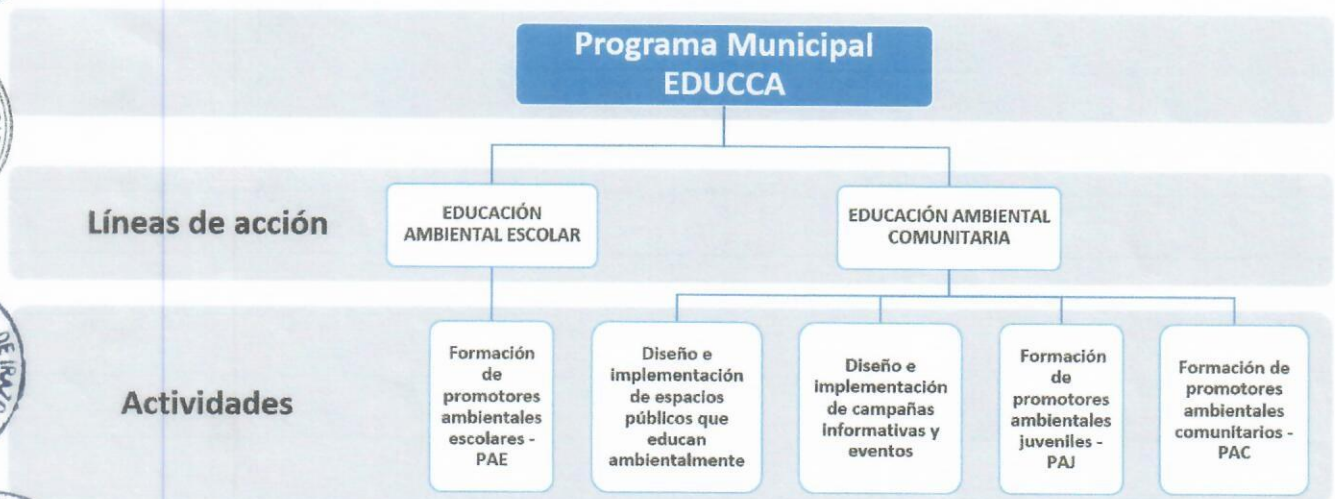 Programa Municipal
EDUCCA
Líneas de acción
EDUCACIÓN
AMBIENTAL ESCOLAR
EDUCACIÓN AMBIENTAL
COMUNITARIA
Actividades
Formación
de
promotores
ambientales
escolares -
PAE
Diseño e
implementación
de espacios
públicos que
educan
ambientalmente
Diseño e
implementación
de campañas
informativas y
eventos
Formación
de
promotores
ambientales
juveniles -
PAJ
Formación de
promotores
ambientales
comunitarios -
PAC